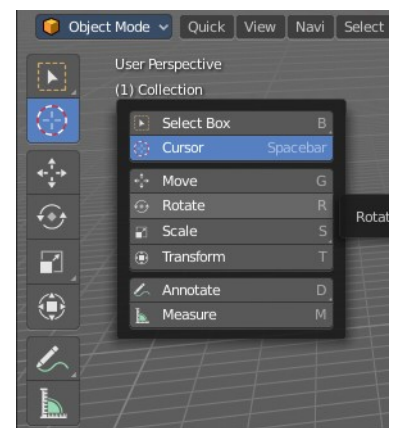 Object Mode Quick View Navi Select
User Perspective
(1) Collection
Select Box B
Cursor Spacebar
Move G
Rotate R
Rotat
Scale S
Transform T
Annotate D
Measure M